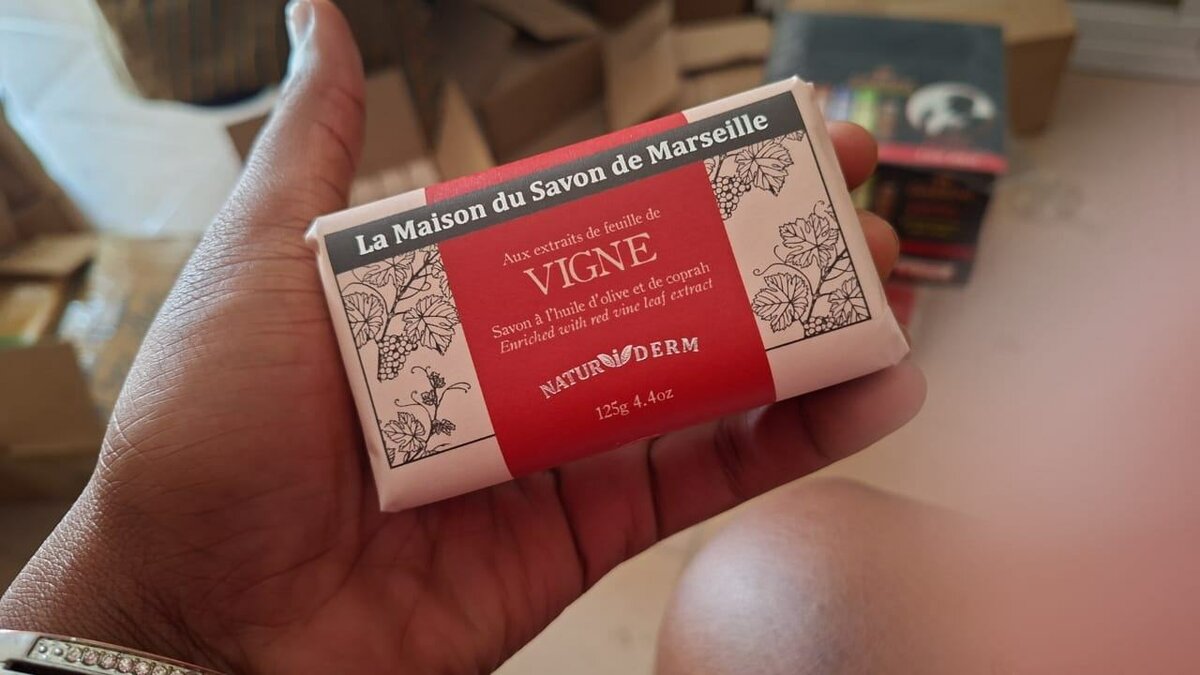 La Maison du Savon de Marseille
Aux extraits de feuille de
VIGNE
Savon à l'huile d'olive et de coprah
Enriched with red vine leaf extract
NATURiDERM
125g 4.4oz